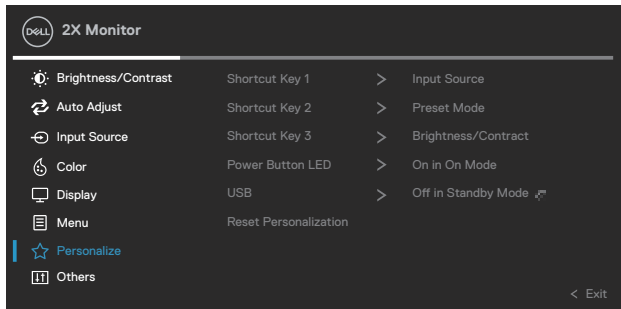 DELL 2X Monitor
Brightness/Contrast Shortcut Key 1 > Input Source
Auto Adjust Shortcut Key 2 > Preset Mode
Input Source Shortcut Key 3 > Brightness/Contract
Color Power Button LED > On in On Mode
Display USB > Off in Standby Mode
Menu Reset Personalization
Personalize
Others
< Exit